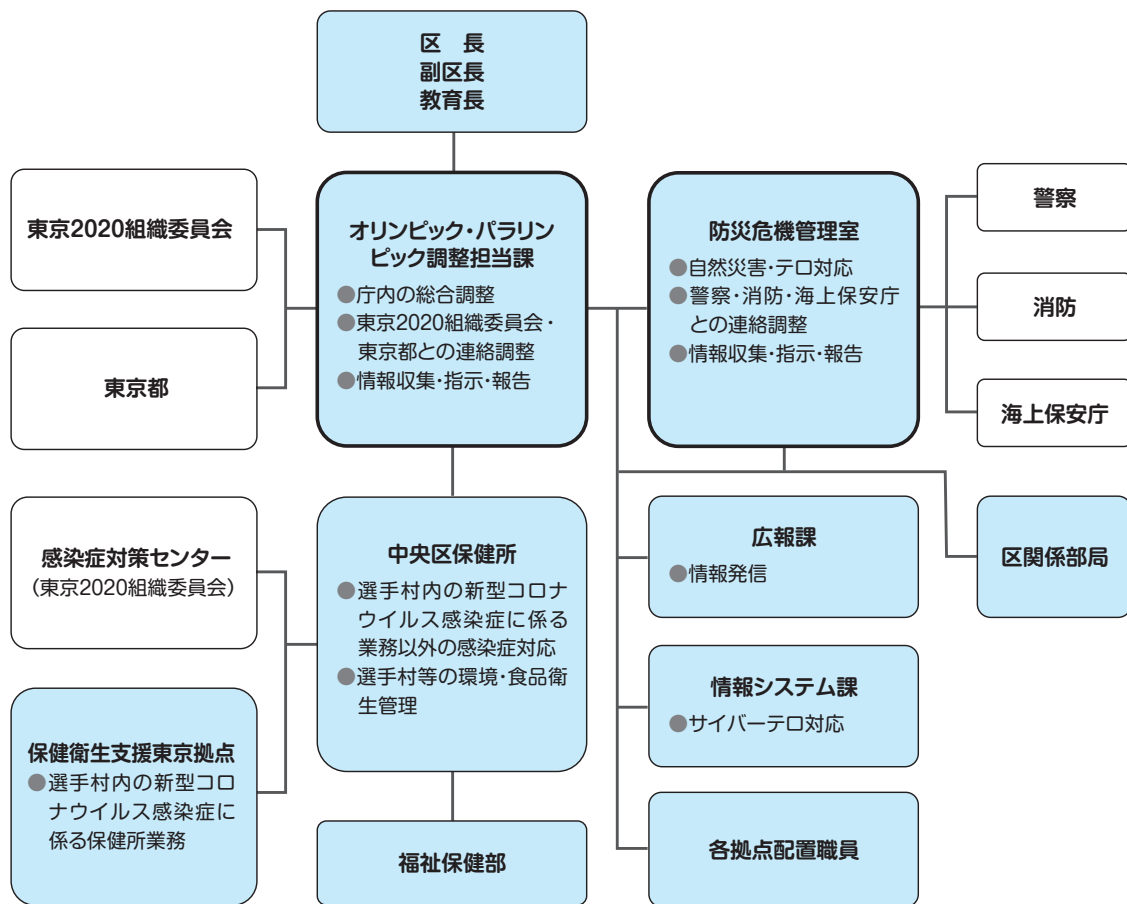 区　長
副区長
教育長
東京2020組織委員会
東京都
オリンピック・パラリン
ピック調整担当課
●庁内の総合調整
●東京2020組織委員会・
東京都との連絡調整
●情報収集・指示・報告
防災危機管理室
●自然災害・テロ対応
●警察・消防・海上保安庁
との連絡調整
●情報収集・指示・報告
警察
消防
海上保安庁
感染症対策センター
（東京2020組織委員会）
保健衛生支援東京拠点
●選手村内の新型コロ
ナウイルス感染症に
係る保健所業務
中央区保健所
●選手村内の新型コロナ
ウイルス感染症に係る
業務以外の感染症対応
●選手村等の環境・食品衛
生管理
福祉保健部
広報課
●情報発信
情報システム課
●サイバーテロ対応
各拠点配置職員
区関係部局